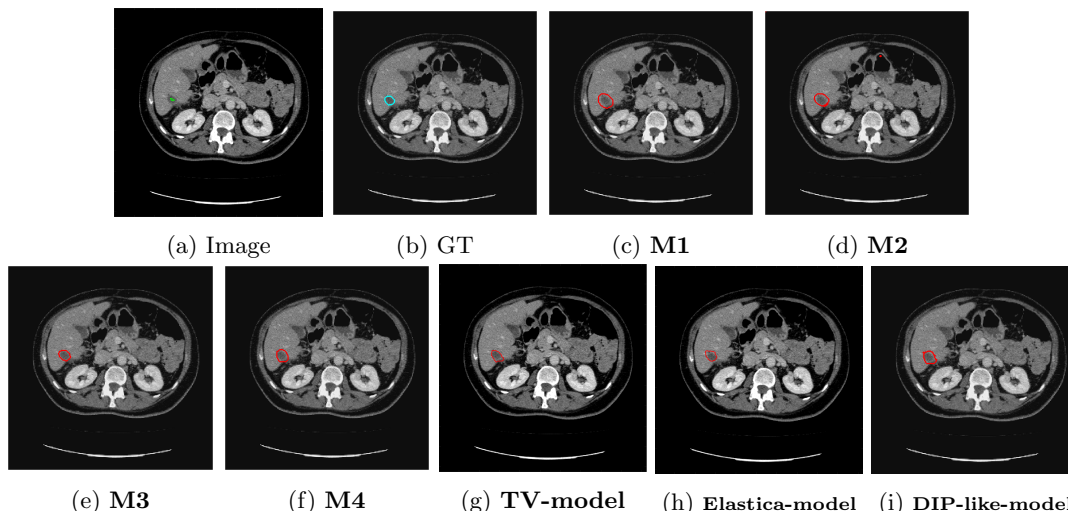 (a) Image
(b) GT
(c) M1
(d) M2
(e) M3
(f) M4
(g) TV-model
(h) Elastica-model
(i) DIP-like-model